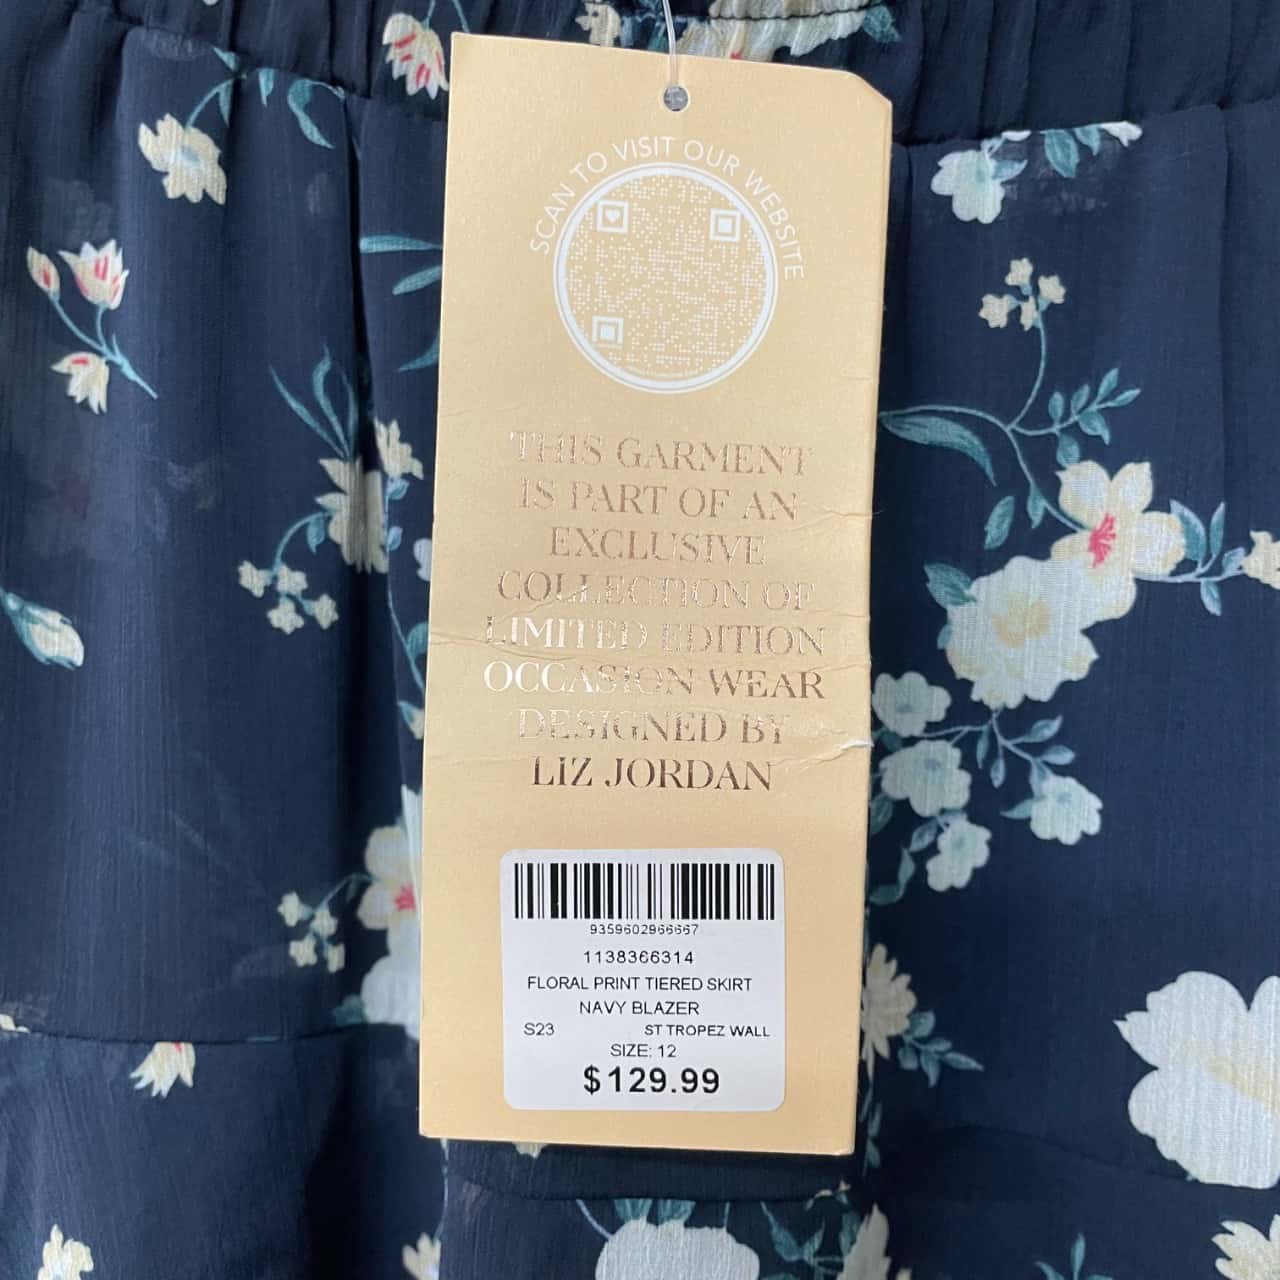 SCAN TO VISIT OUR WEBSITE
THIS GARMENT
IS PART OF AN
EXCLUSIVE
COLLECTION OF
LIMITED EDITION
OCCASION WEAR
DESIGNED BY
LIZ JORDAN
9359602966667
1138366314
FLORAL PRINT TIERED SKIRT
NAVY BLAZER
S23 ST TROPEZ WALL
SIZE: 12
$129.99